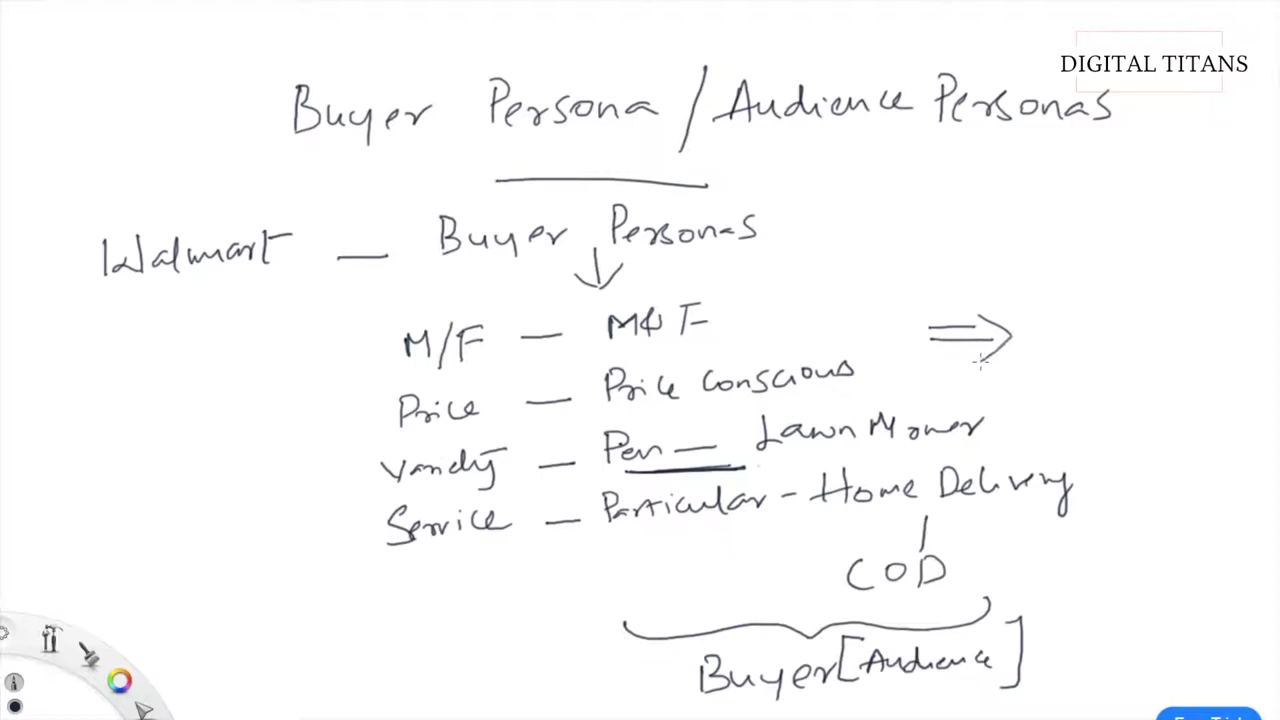 DIGITAL TITANS
Buyer Persona / Audience Personas
Walmart — Buyer Personas
M/F — M & F
Price — Price conscious
Variety — Pen — Lawn Mower
Service — Particular - Home Delivery
COD
Buyer [Audience]